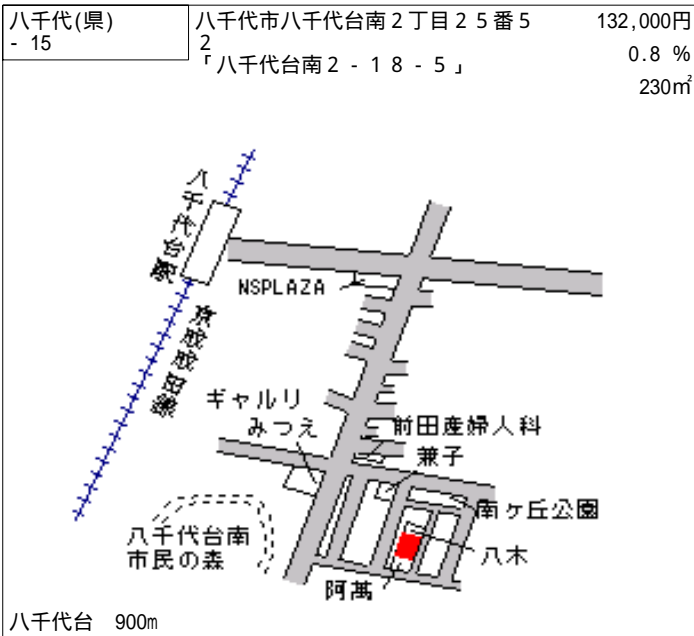 八千代(県)
- 15
八千代市八千代台南２丁目２５番５
２
「八千代台南２－１８－５」
132,000円
0.8 %
230㎡
八千代台駅
京成成田線
NSPLAZA
ギャルリ
みつえ
前田産婦人科
兼子
南ヶ丘公園
八千代台南
市民の森
八木
阿萬
八千代台　900m